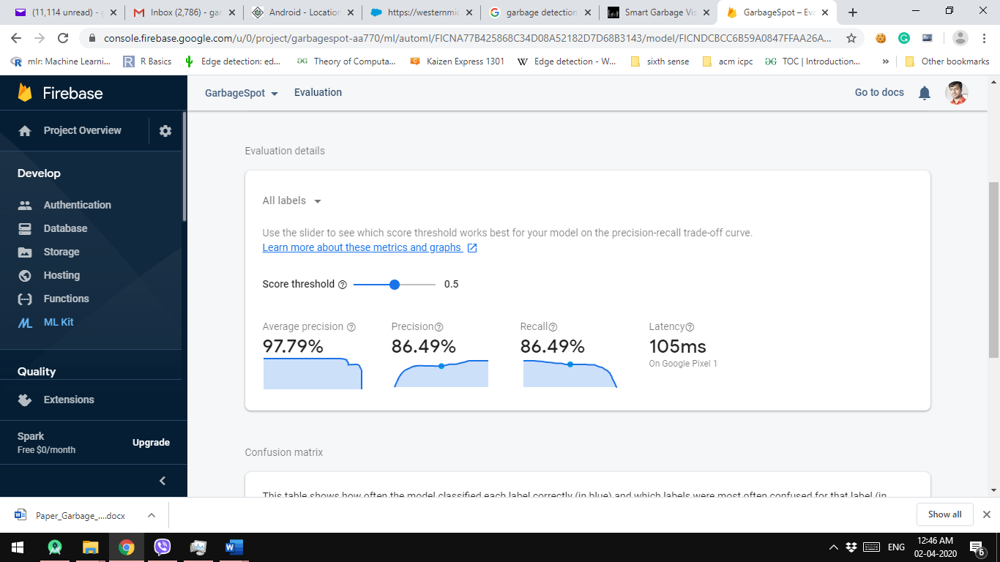 (11,114 unread) - g
Inbox (2,786) - gar
Android - Location
https://westernmic
garbage detection
Smart Garbage Vis
GarbageSpot – Eva
console.firebase.google.com/u/0/project/garbagespot-aa770/ml/automl/FICNA77B425868C34D08A52182D7D68B3143/model/FICNDCBCC6B59A0847FFAA26A...
mlr: Machine Learni...
R Basics
Edge detection: ed...
Theory of Computa...
Kaizen Express 1301
Edge detection - W...
sixth sense
acm icpc
TOC | Introduction...
»
Other bookmarks
Firebase
GarbageSpot
Evaluation
Go to docs
Project Overview
Develop
Authentication
Database
Storage
Hosting
Functions
ML Kit
Quality
Extensions
Spark
Free $0/month
Upgrade
Evaluation details
All labels
Use the slider to see which score threshold works best for your model on the precision-recall trade-off curve.
Learn more about these metrics and graphs
Score threshold
0.5
Average precision
97.79%
Precision
86.49%
Recall
86.49%
Latency
105ms
On Google Pixel 1
Confusion matrix
This table shows how often the model classified each label correctly (in blue) and which labels were most often confused for that label (in
Paper_Garbage_....docx
Show all
ENG
12:46 AM
02-04-2020
6